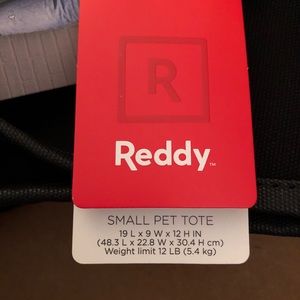 R
Reddy™
SMALL PET TOTE
19 L x 9 W x 12 H IN
(48.3 L x 22.8 W x 30.4 H cm)
Weight limit 12 LB (5.4 kg)